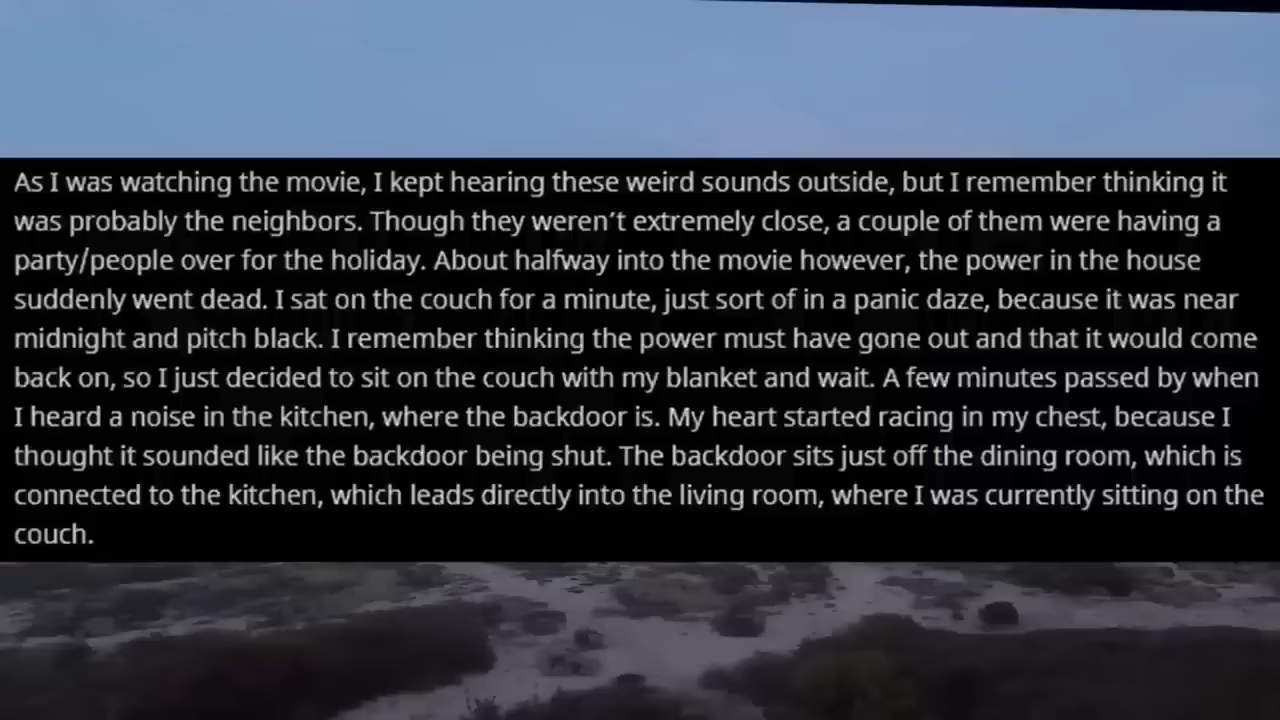 As I was watching the movie, I kept hearing these weird sounds outside, but I remember thinking it
was probably the neighbors. Though they weren’t extremely close, a couple of them were having a
party/people over for the holiday. About halfway into the movie however, the power in the house
suddenly went dead. I sat on the couch for a minute, just sort of in a panic daze, because it was near
midnight and pitch black. I remember thinking the power must have gone out and that it would come
back on, so I just decided to sit on the couch with my blanket and wait. A few minutes passed by when
I heard a noise in the kitchen, where the backdoor is. My heart started racing in my chest, because I
thought it sounded like the backdoor being shut. The backdoor sits just off the dining room, which is
connected to the kitchen, which leads directly into the living room, where I was currently sitting on the
couch.